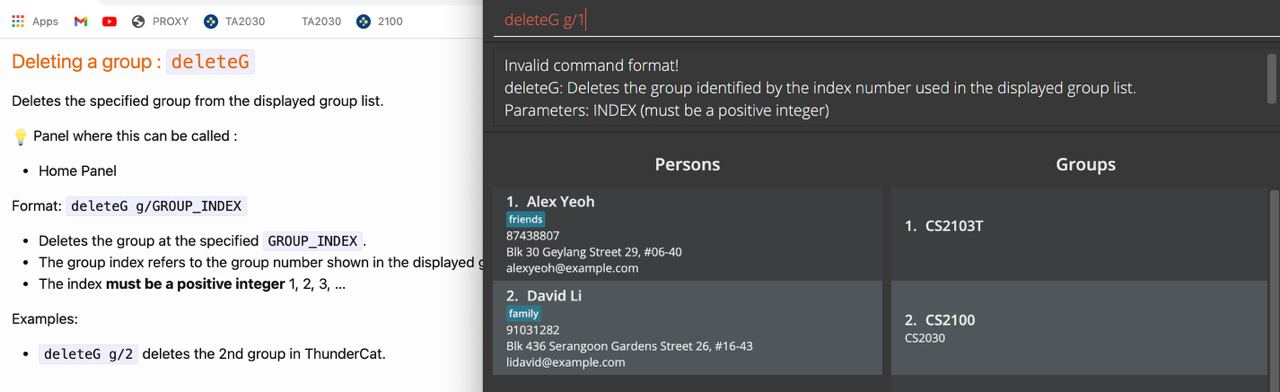 Apps PROXY TA2030 TA2030 2100
Deleting a group : deleteG
Deletes the specified group from the displayed group list.
Panel where this can be called :
• Home Panel
Format: deleteG g/GROUP_INDEX
• Deletes the group at the specified GROUP_INDEX.
• The group index refers to the group number shown in the displayed g
• The index must be a positive integer 1, 2, 3, ...
Examples:
• deleteG g/2 deletes the 2nd group in ThunderCat.
deleteG g/1
Invalid command format!
deleteG: Deletes the group identified by the index number used in the displayed group list.
Parameters: INDEX (must be a positive integer)
Persons
1. Alex Yeoh
friends
87438807
Blk 30 Geylang Street 29, #06-40
alexyeoh@example.com
2. David Li
family
91031282
Blk 436 Serangoon Gardens Street 26, #16-43
lidavid@example.com
Groups
1. CS2103T
2. CS2100
CS2030